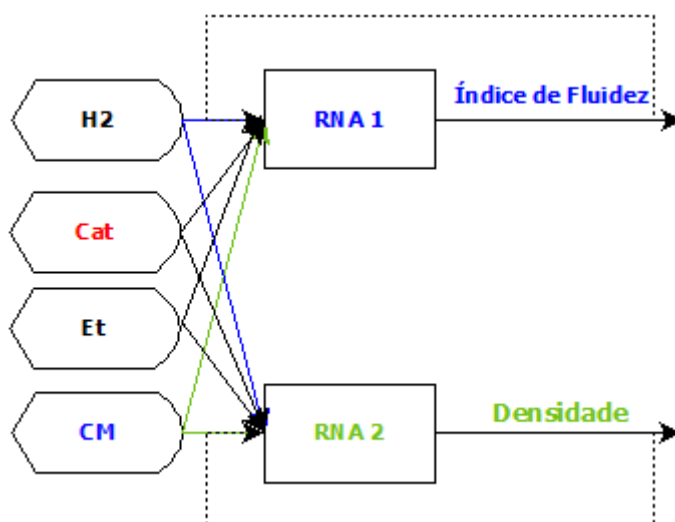 H2
Cat
Et
CM
RNA 1
Índice de Fluidez
RNA 2
Densidade